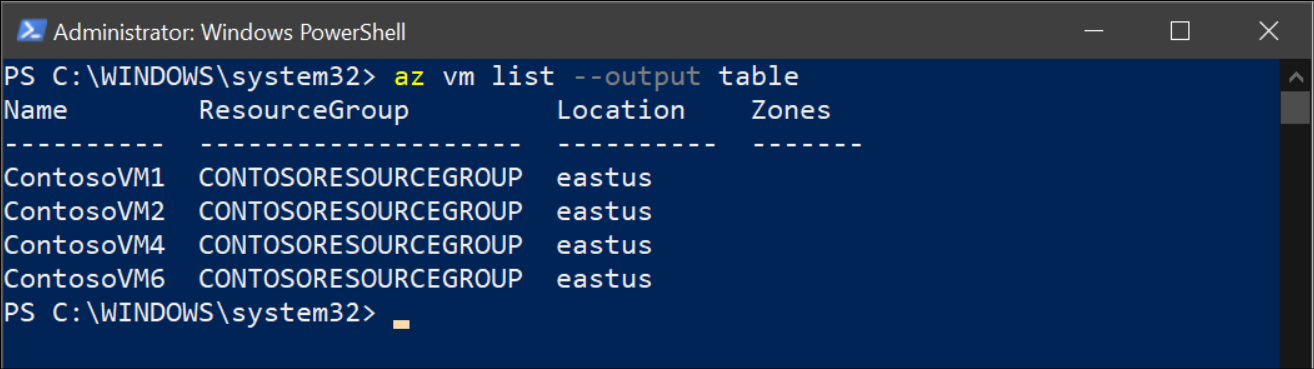 Administrator: Windows PowerShell
PS C:\WINDOWS\system32> az vm list --output table
Name        ResourceGroup         Location    Zones
----------  --------------------  ----------  -------
ContosoVM1  CONTOSORESOURCEGROUP  eastus
ContosoVM2  CONTOSORESOURCEGROUP  eastus
ContosoVM4  CONTOSORESOURCEGROUP  eastus
ContosoVM6  CONTOSORESOURCEGROUP  eastus
PS C:\WINDOWS\system32>